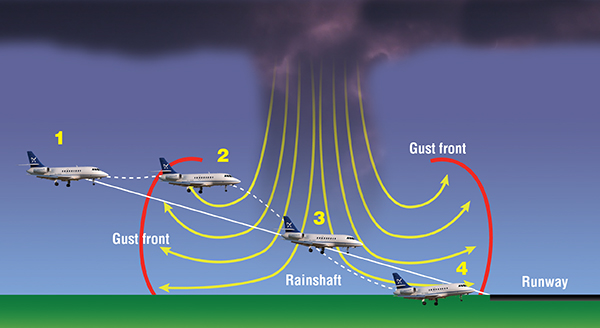 1
2
Gust front
3
Gust front
4
Rainshaft
Runway